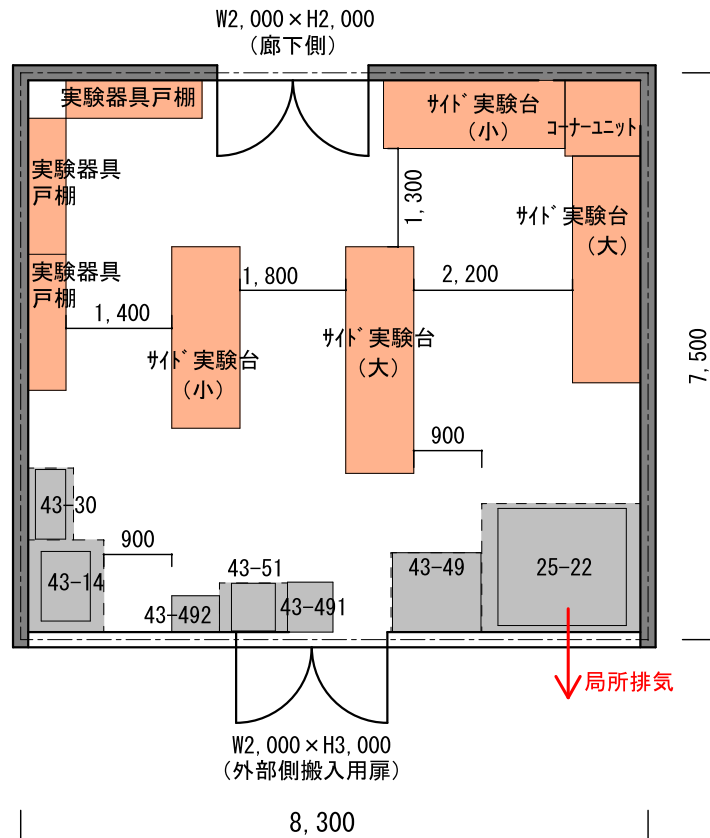 W2,000×H2,000
（廊下側）
実験器具戸棚
ｻｲﾄﾞ実験台
（小）
ｺｰﾅｰﾕﾆｯﾄ
実験器具
戸棚
1,300
ｻｲﾄﾞ実験台
（大）
実験器具
戸棚
1,800
2,200
1,400
ｻｲﾄﾞ実験台
（小）
ｻｲﾄﾞ実験台
（大）
7,500
900
43-30
900
43-14
43-51
43-49
25-22
43-492
43-491
局所排気
W2,000×H3,000
（外部側搬入用扉）
8,300